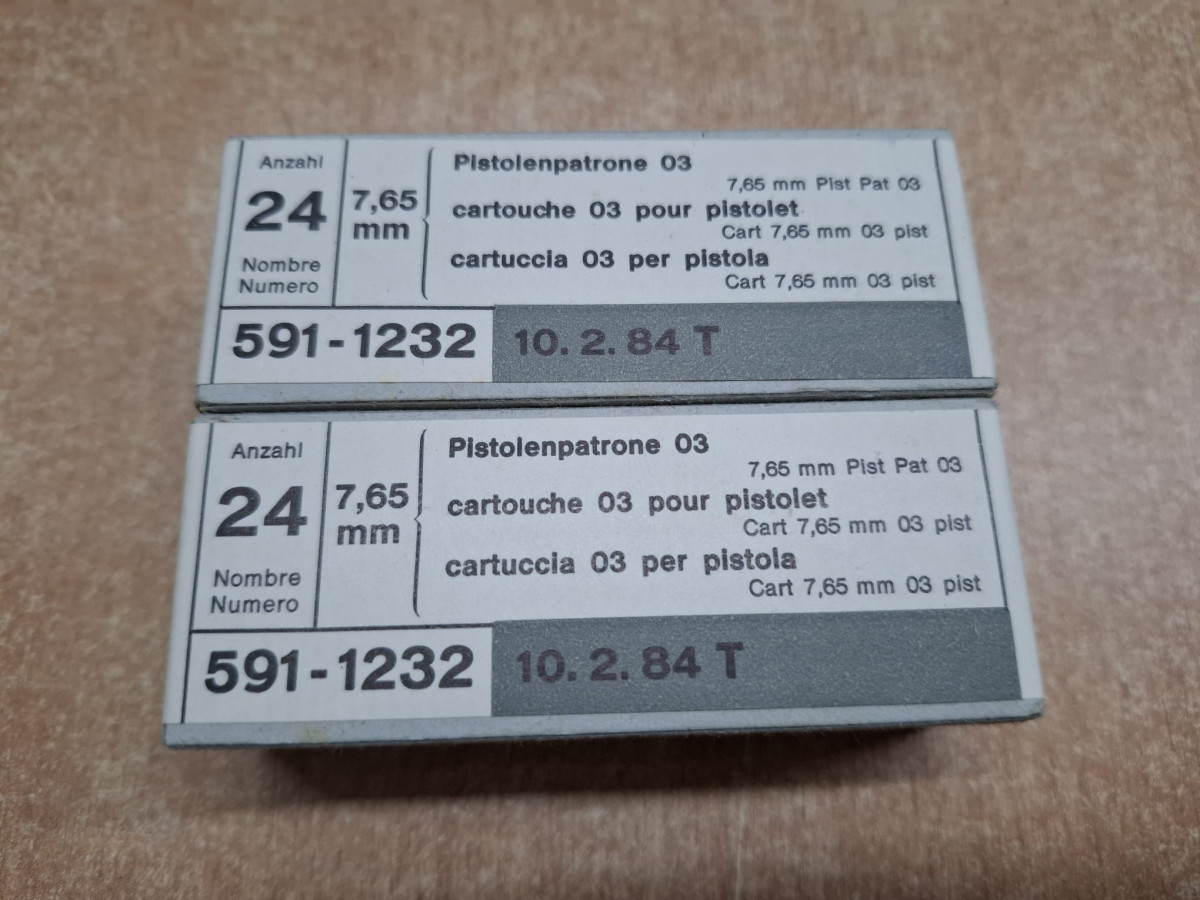 Anzahl
24
Nombre
Numero
7,65
mm
Pistolenpatrone 03
7,65 mm Pist Pat 03
cartouche 03 pour pistolet
Cart 7,65 mm 03 pist
cartuccia 03 per pistola
Cart 7,65 mm 03 pist
591-1232
10. 2. 84 T
Anzahl
24
Nombre
Numero
7,65
mm
Pistolenpatrone 03
7,65 mm Pist Pat 03
cartouche 03 pour pistolet
Cart 7,65 mm 03 pist
cartuccia 03 per pistola
Cart 7,65 mm 03 pist
591-1232
10. 2. 84 T